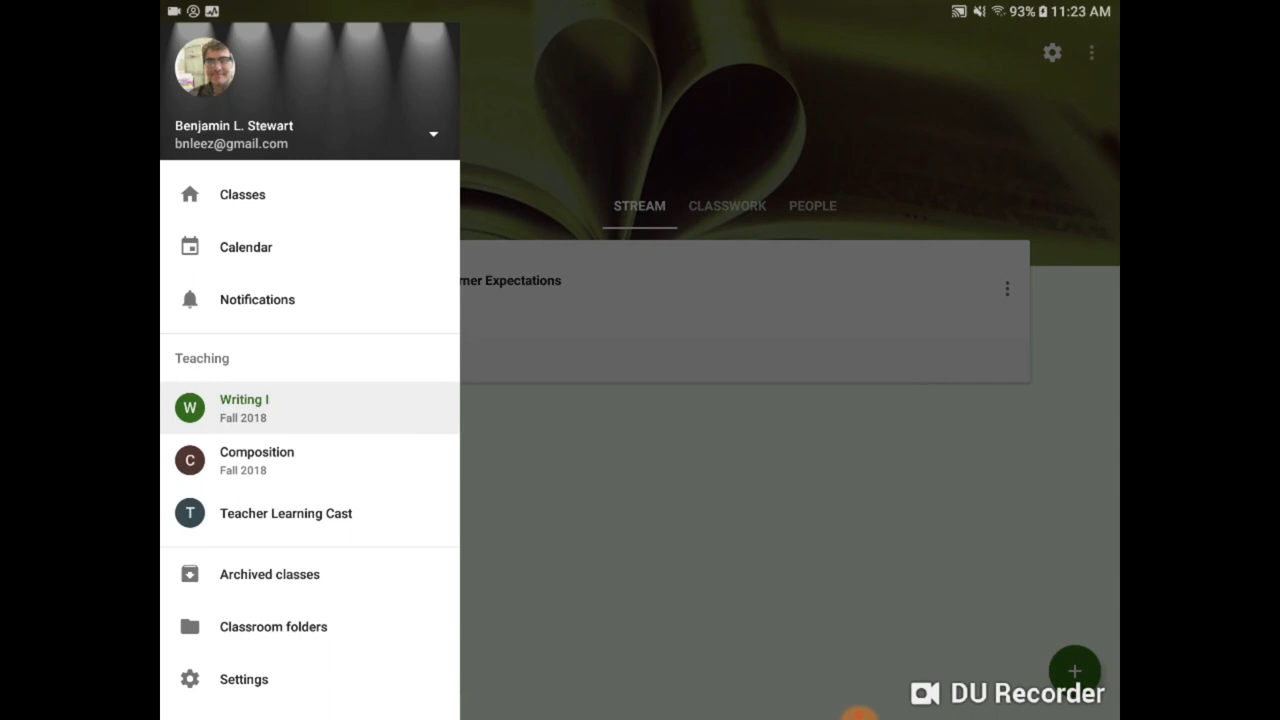 93% 11:23 AM
Benjamin L. Stewart
bnleez@gmail.com
Classes
Calendar
Notifications
Teaching
W Writing I
Fall 2018
C Composition
Fall 2018
T Teacher Learning Cast
Archived classes
Classroom folders
Settings
STREAM CLASSWORK PEOPLE
Expectations
DU Recorder